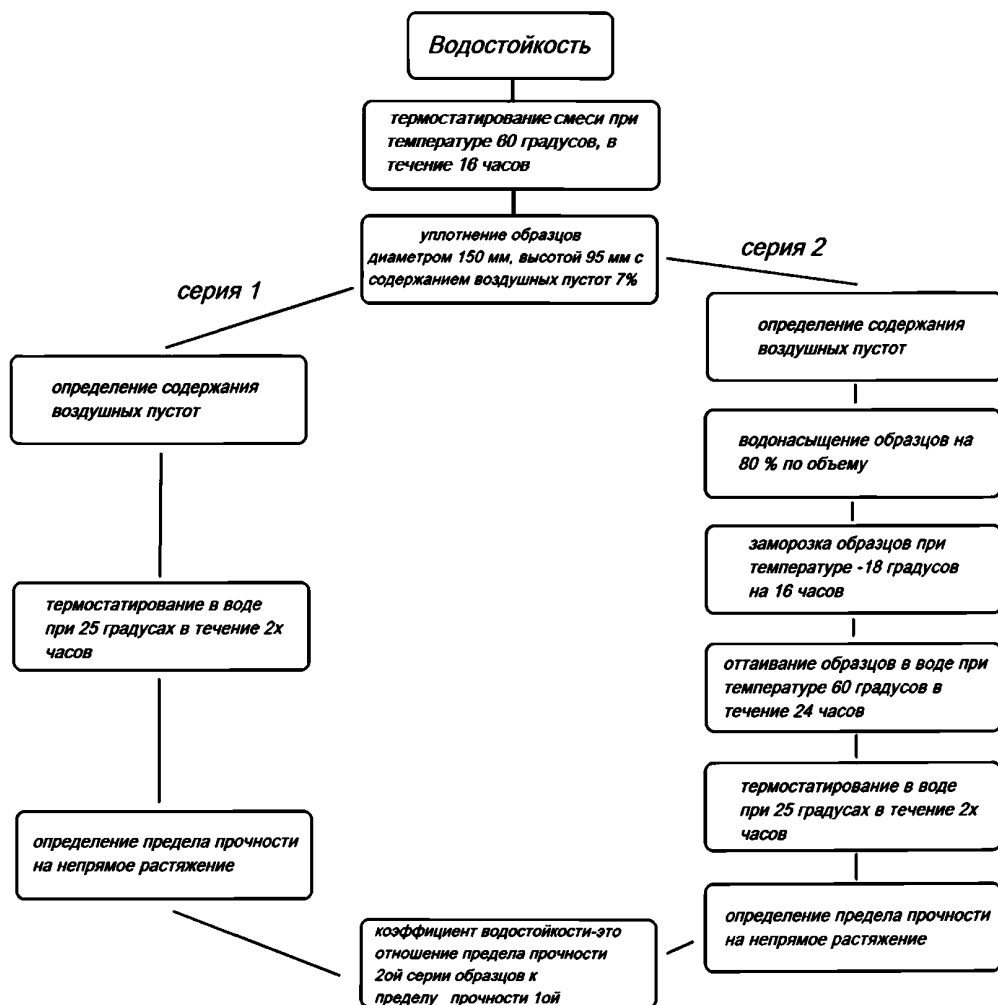 Водостойкость
термостатирование смеси при
температуре 60 градусов, в
течение 16 часов
уплотнение образцов
диаметром 150 мм, высотой 95 мм с
содержанием воздушных пустот 7%
серия 1
определение содержания
воздушных пустот
термостатирование в воде
при 25 градусах в течение 2х
часов
определение предела прочности
на непрямое растяжение
серия 2
определение содержания
воздушных пустот
водонасыщение образцов на
80 % по объему
заморозка образцов при
температуре -18 градусов
на 16 часов
оттаивание образцов в воде при
температуре 60 градусов в
течение 24 часов
термостатирование в воде
при 25 градусах в течение 2х
часов
определение предела прочности
на непрямое растяжение
коэффициент водостойкости-это
отношение предела прочности
2ой серии образцов к
пределу прочности 1ой